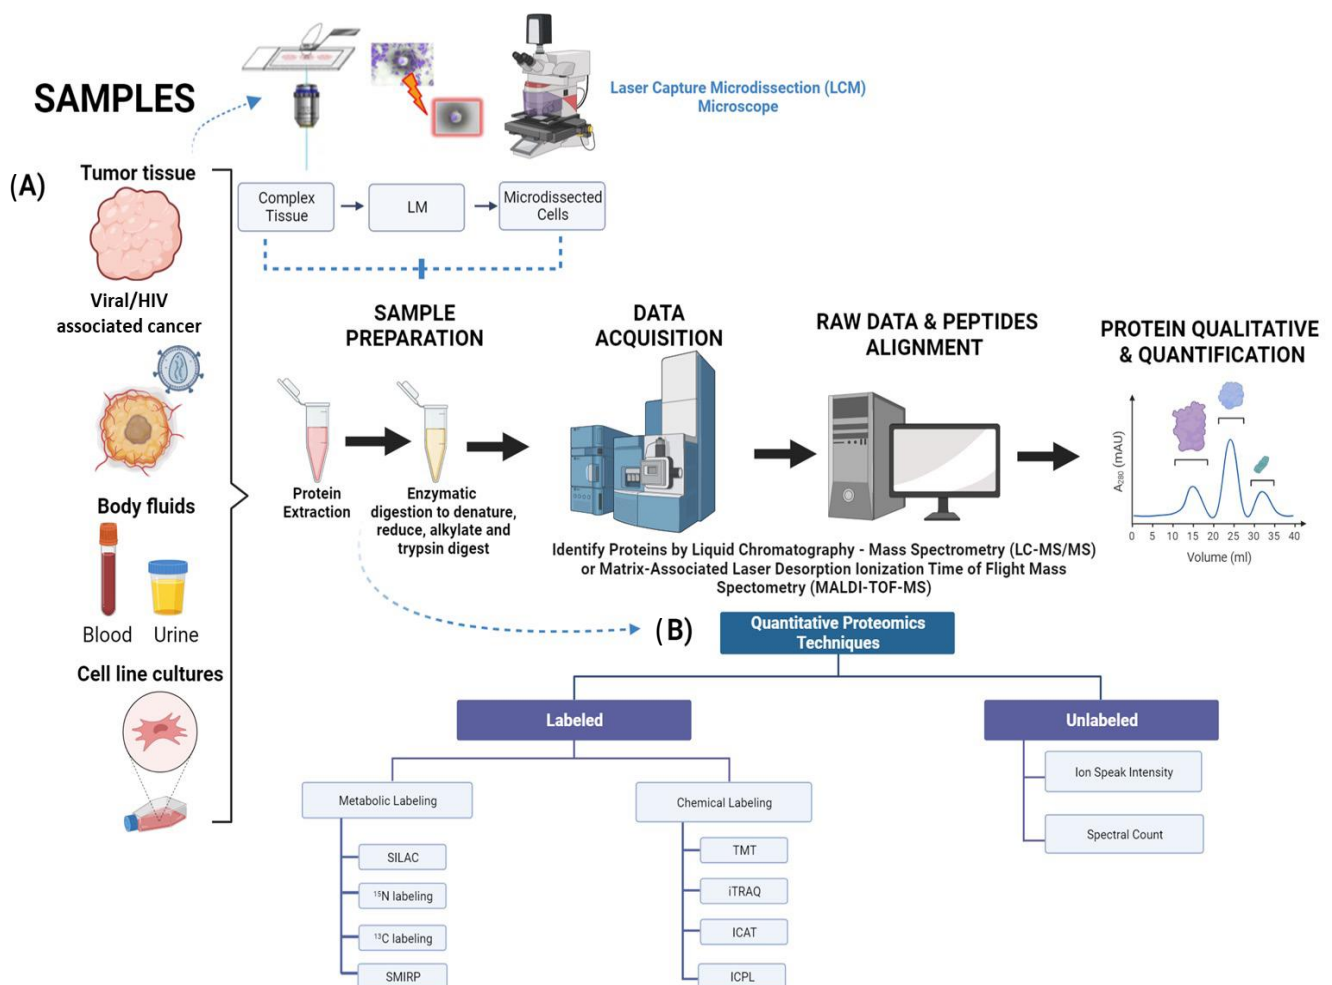 SAMPLES
Laser Capture Microdissection (LCM)
Microscope
(A)
Tumor tissue
Complex
Tissue
LM
Microdissected
Cells
Viral/HIV
associated cancer
Body fluids
Blood
Urine
Cell line cultures
SAMPLE
PREPARATION
DATA
ACQUISITION
RAW DATA & PEPTIDES
ALIGNMENT
PROTEIN QUALITATIVE
& QUANTIFICATION
Protein
Extraction
Enzymatic
digestion to denature,
reduce, alkylate and
trypsin digest
Identify Proteins by Liquid Chromatography - Mass Spectrometry (LC-MS/MS)
or Matrix-Associated Laser Desorption Ionization Time of Flight Mass
Spectometry (MALDI-TOF-MS)
A₂₈₀ (mAU)
0 5 10 15 20 25 30 35 40
Volume (ml)
(B)
Quantitative Proteomics
Techniques
Labeled
Unlabeled
Metabolic Labeling
SILAC
¹⁵N labeling
¹³C labeling
SMIRP
Chemical Labeling
TMT
iTRAQ
ICAT
ICPL
Ion Speak Intensity
Spectral Count